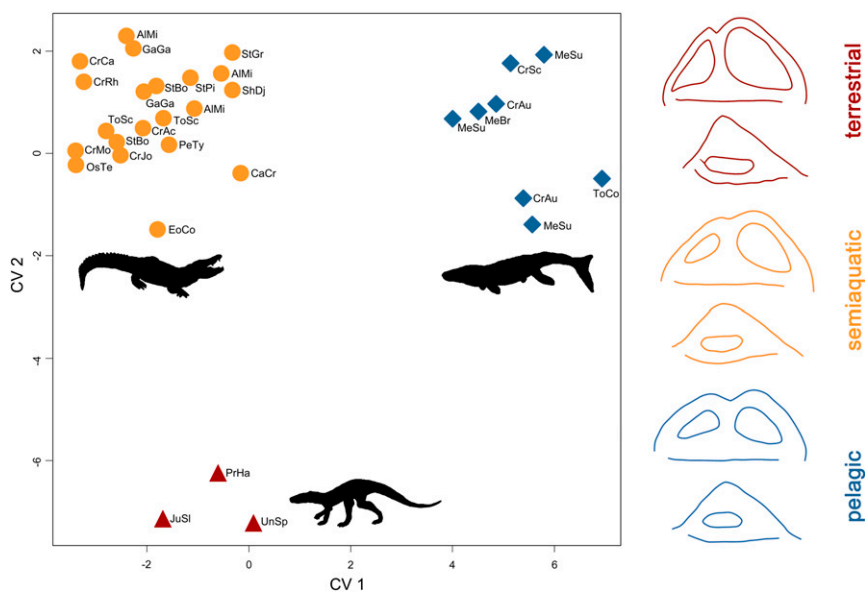 AlMi
GaGa
StGr
CrCa
AlMi
CrRh
StBo
StPi
ShDj
GaGa
AlMi
ToSc
ToSc
CrAc
StBo
PeTy
CrMo
CrJo
OsTe
CaCr
EoCo
MeSu
CrSc
CrAu
MeBr
MeSu
ToCo
CrAu
MeSu
PrHa
JuSl
UnSp
2
0
-2
-4
-6
CV 2
-2
0
2
4
6
CV 1
terrestrial
semiaquatic
pelagic